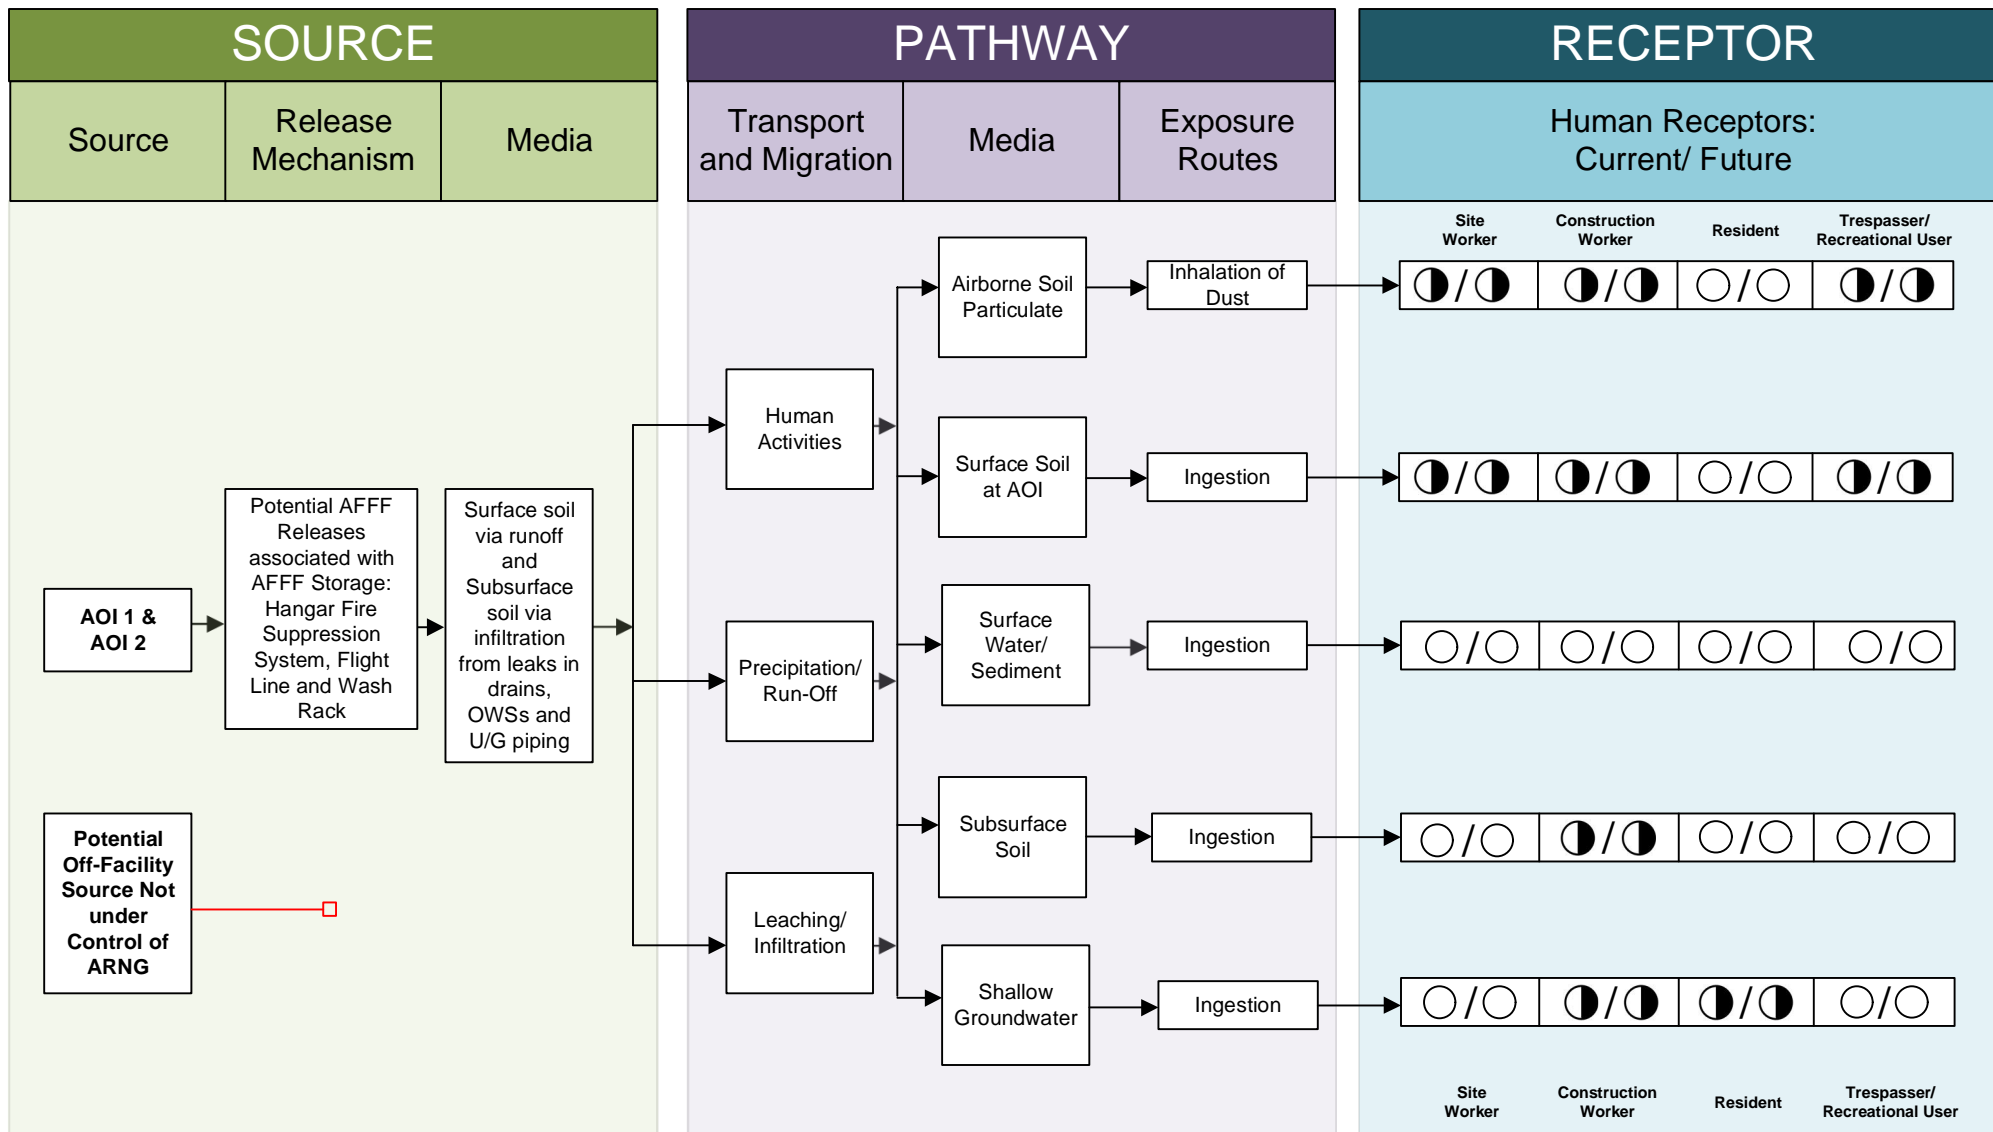 SOURCE
PATHWAY
RECEPTOR
Source
Release
Mechanism
Media
Transport
and Migration
Media
Exposure
Routes
Human Receptors:
Current/ Future
Site
Worker
Construction
Worker
Resident
Trespasser/
Recreational User
AOI 1 &
AOI 2
Potential AFFF
Releases
associated with
AFFF Storage:
Hangar Fire
Suppression
System, Flight
Line and Wash
Rack
Surface soil
via runoff
and
Subsurface
soil via
infiltration
from leaks in
drains,
OWSs and
U/G piping
Potential
Off-Facility
Source Not
under
Control of
ARNG
Human
Activities
Precipitation/
Run-Off
Leaching/
Infiltration
Airborne Soil
Particulate
Inhalation of
Dust
/ / / /
Surface Soil
at AOI
Ingestion
/ / / /
Surface
Water/
Sediment
Ingestion
/ / / /
Subsurface
Soil
Ingestion
/ / / /
Shallow
Groundwater
Ingestion
/ / / /
Site
Worker
Construction
Worker
Resident
Trespasser/
Recreational User